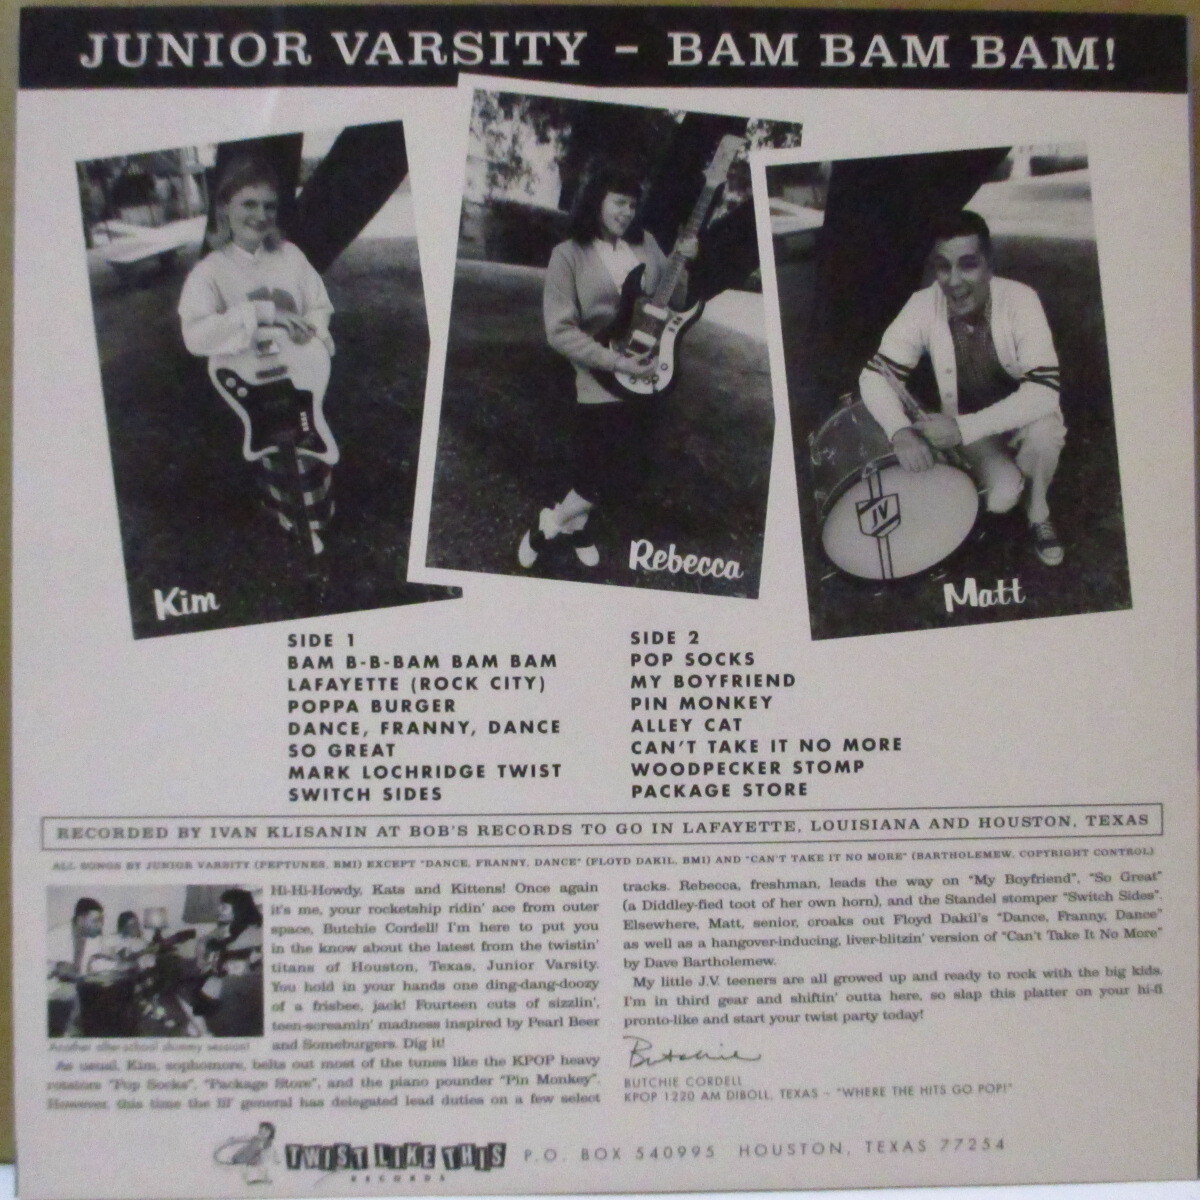 JUNIOR VARSITY - BAM BAM BAM!
Kim
Rebecca
JV
Matt
SIDE 1
BAM B-B-BAM BAM BAM
LAFAYETTE (ROCK CITY)
POPPA BURGER
DANCE, FRANNY, DANCE
SO GREAT
MARK LOCHRIDGE TWIST
SWITCH SIDES
SIDE 2
POP SOCKS
MY BOYFRIEND
PIN MONKEY
ALLEY CAT
CAN'T TAKE IT NO MORE
WOODPECKER STOMP
PACKAGE STORE
RECORDED BY IVAN KLISANIN AT BOB'S RECORDS TO GO IN LAFAYETTE, LOUISIANA AND HOUSTON, TEXAS
ALL SONGS BY JUNIOR VARSITY (PEPTUNES, BMI) EXCEPT "DANCE, FRANNY, DANCE" (FLOYD DAKIL, BMI) AND "CAN'T TAKE IT NO MORE" (BARTHOLEMEW, COPYRIGHT CONTROL)
Hi-Hi-Howdy, Kats and Kittens! Once again
it's me, your rocketship ridin' ace from outer
space, Butchie Cordell! I'm here to put you
in the know about the latest from the twistin'
titans of Houston, Texas, Junior Varsity.
You hold in your hands one ding-dang-doozy
of a frisbee, jack! Fourteen cuts of sizzlin',
teen-screamin' madness inspired by Pearl Beer
and Someburgers. Dig it!
Another after-school shimmy session!
As usual, Kim, sophomore, belts out most of the tunes like the KPOP heavy
rotators "Pop Socks", "Package Store", and the piano pounder "Pin Monkey".
However, this time the lil' general has delegated lead duties on a few select
tracks. Rebecca, freshman, leads the way on "My Boyfriend", "So Great"
(a Diddley-fied toot of her own horn), and the Standel stomper "Switch Sides".
Elsewhere, Matt, senior, croaks out Floyd Dakil's "Dance, Franny, Dance"
as well as a hangover-inducing, liver-blitzin' version of "Can't Take It No More"
by Dave Bartholemew.
My little J.V. teeners are all growed up and ready to rock with the big kids.
I'm in third gear and shiftin' outta here, so slap this platter on your hi-fi
pronto-like and start your twist party today!
Butchie
BUTCHIE CORDELL
KPOP 1220 AM DIBOLL, TEXAS - "WHERE THE HITS GO POP!"
TWIST LIKE THIS
RECORDS
P.O. BOX 540995 HOUSTON, TEXAS 77254